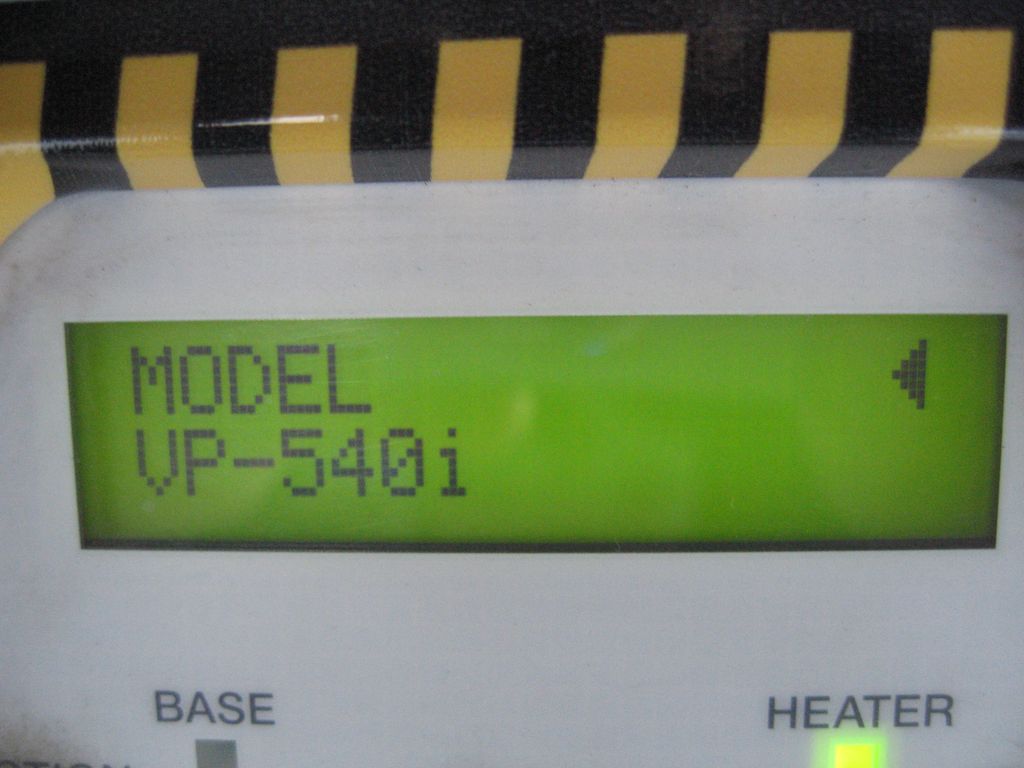 MODEL
VP-540i
BASE
HEATER